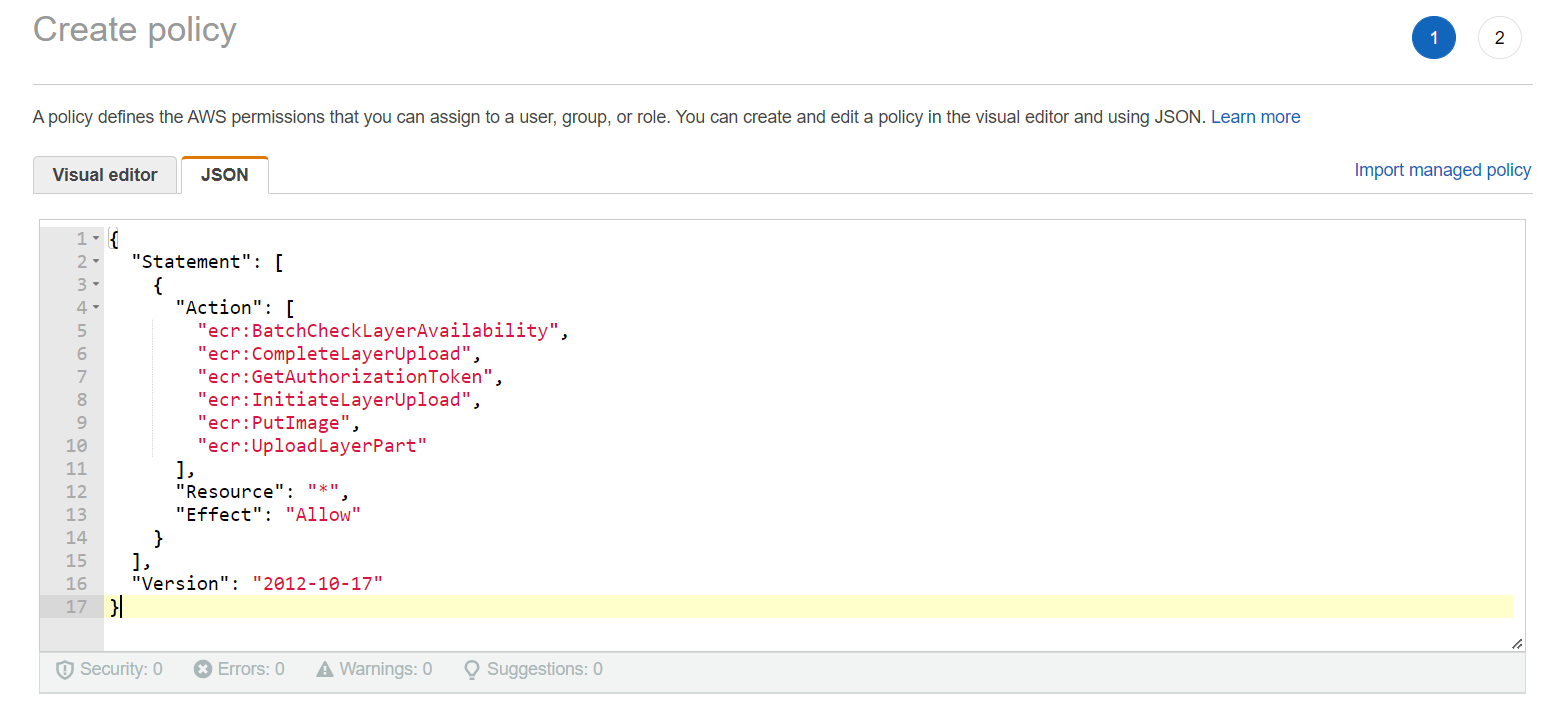 Create policy
1 2
A policy defines the AWS permissions that you can assign to a user, group, or role. You can create and edit a policy in the visual editor and using JSON. Learn more
Visual editor JSON Import managed policy
1 {
2 "Statement": [
3 {
4 "Action": [
5 "ecr:BatchCheckLayerAvailability",
6 "ecr:CompleteLayerUpload",
7 "ecr:GetAuthorizationToken",
8 "ecr:InitiateLayerUpload",
9 "ecr:PutImage",
10 "ecr:UploadLayerPart"
11 ],
12 "Resource": "*",
13 "Effect": "Allow"
14 }
15 ],
16 "Version": "2012-10-17"
17 }
Security: 0 Errors: 0 Warnings: 0 Suggestions: 0